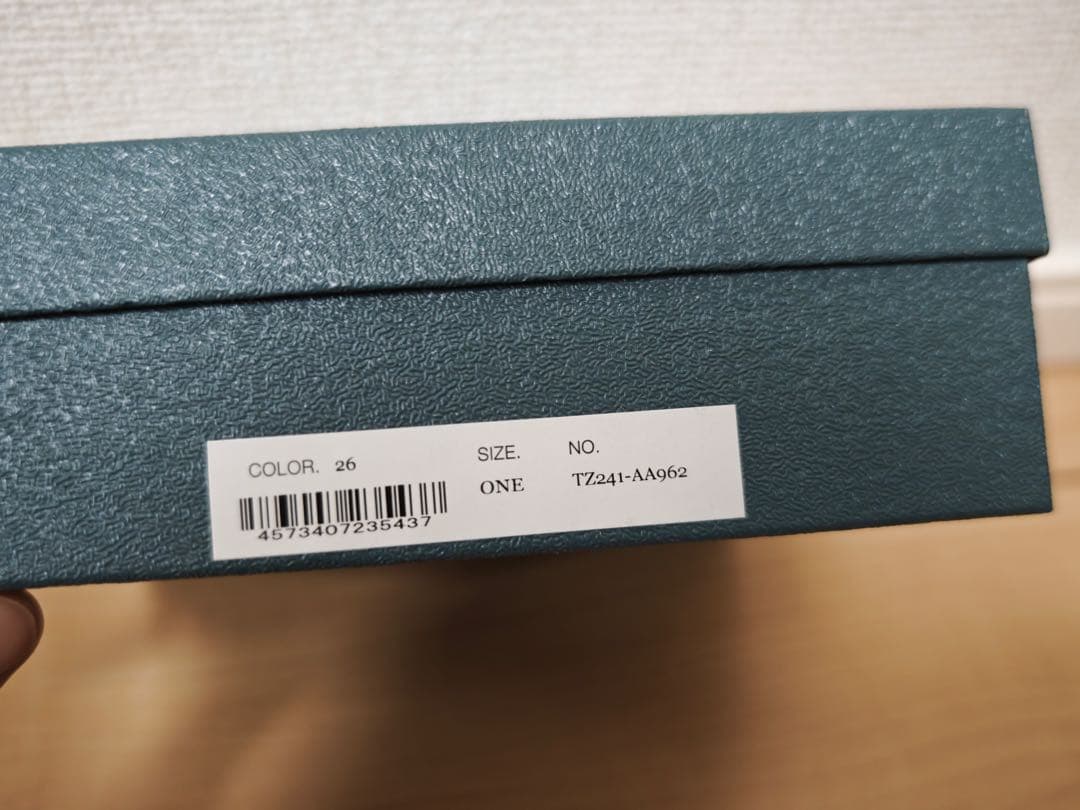 COLOR. 26
4573407235437
SIZE.
ONE
NO.
TZ241-AA962